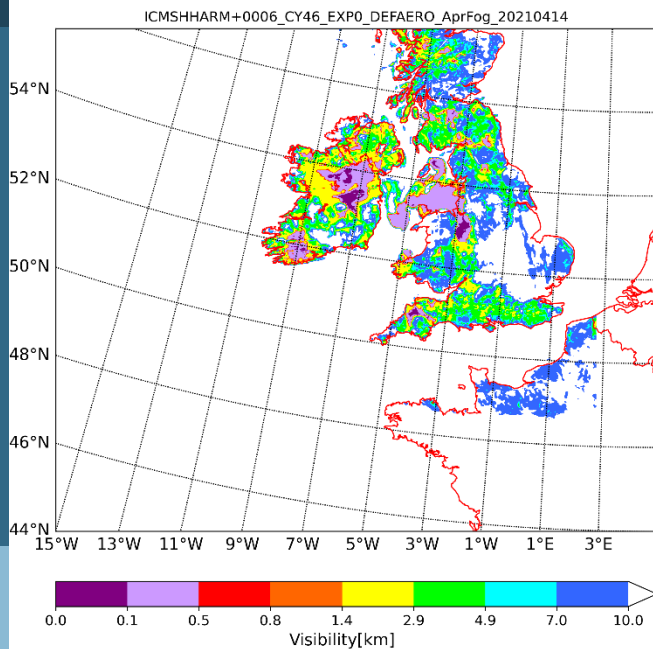 ICMSHHARM+0006_CY46_EXP0_DEFAERO_AprFog_20210414
54°N
52°N
50°N
48°N
46°N
44°N
15°W 13°W 11°W 9°W 7°W 5°W 3°W 1°W 1°E 3°E
0.0 0.1 0.5 0.8 1.4 2.9 4.9 7.0 10.0
Visibility[km]